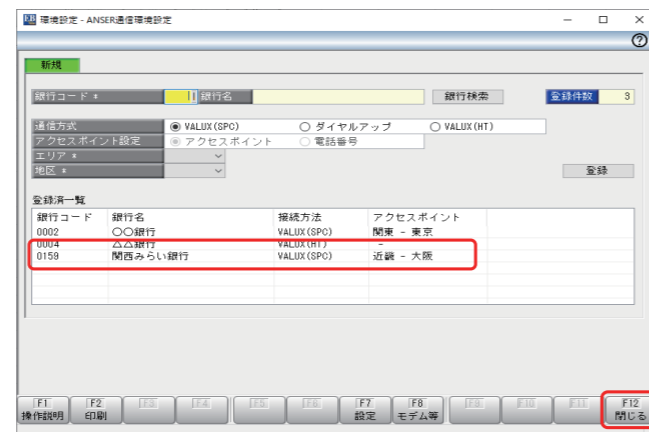 環境設定 - ANSER通信環境設定
新規
銀行コード * 銀行名 銀行検索 登録件数 3
通信方式 VALUX(SPC) ダイヤルアップ VALUX(HT)
アクセスポイント設定 アクセスポイント 電話番号
エリア *
地区 * 登録
登録済一覧
銀行コード 銀行名 接続方法 アクセスポイント
0002 〇〇銀行 VALUX(SPC) 関東 - 東京
0004 △△銀行 VALUX(HT) -
0159 関西みらい銀行 VALUX(SPC) 近畿 - 大阪
F1 F2 F3 F4 F5 F6 F7 F8 F9 F10 F11 F12
操作説明 印刷 設定 モデム等 閉じる